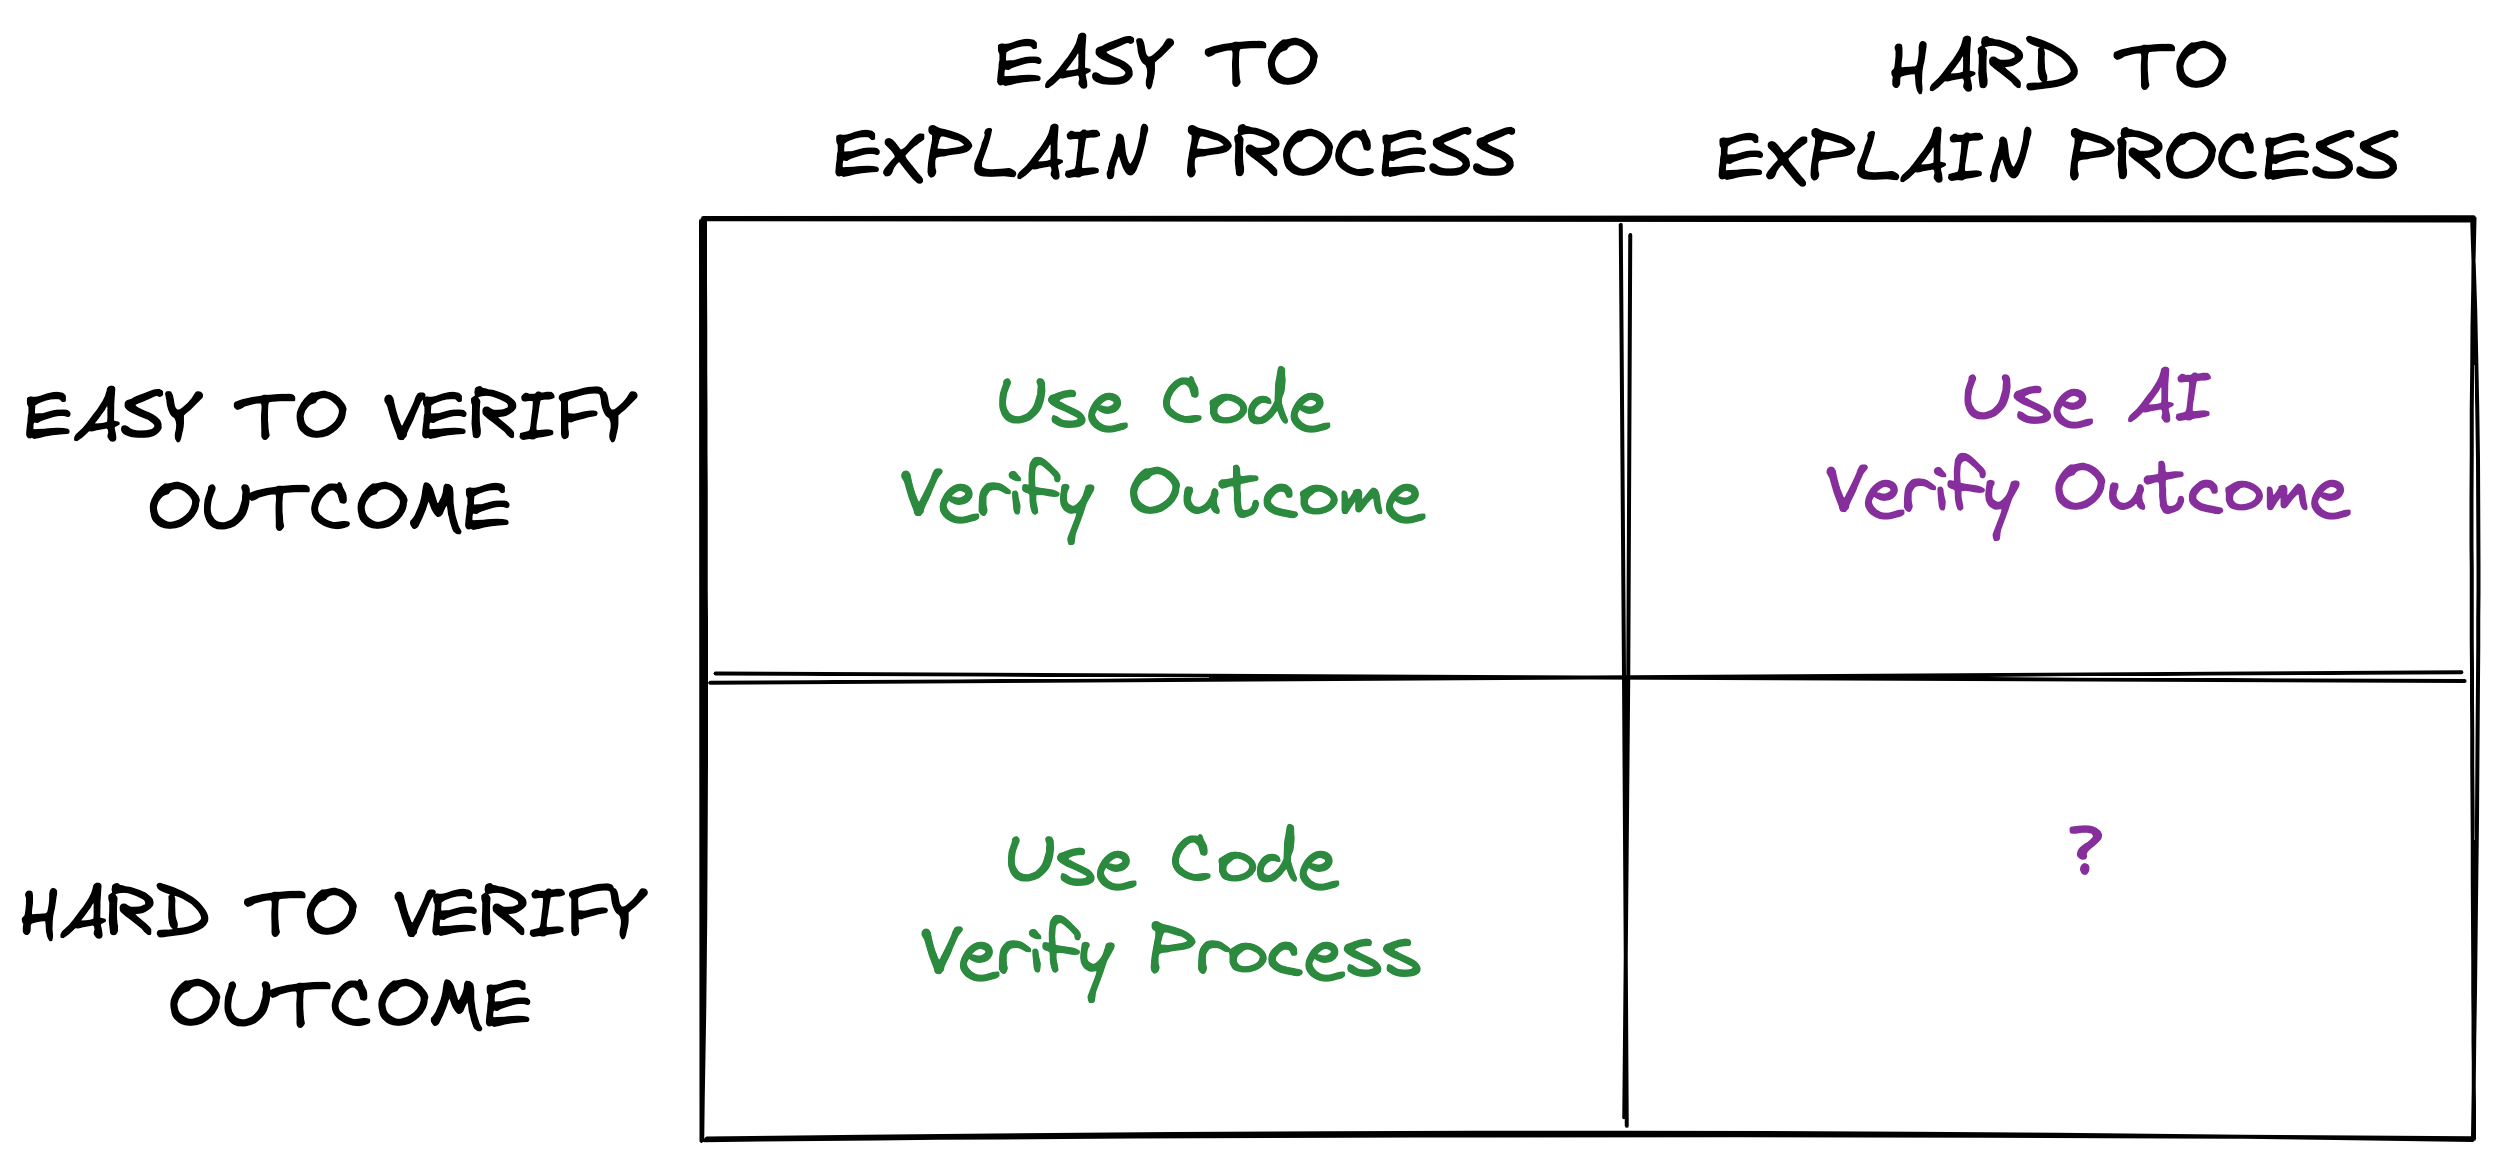 EASY TO
EXPLAIN PROCESS
HARD TO
EXPLAIN PROCESS
EASY TO VERIFY
OUTCOME
Use Code
Verify Outcome
Use AI
Verify Outcome
HARD TO VERIFY
OUTCOME
Use Code
Verify Process
?